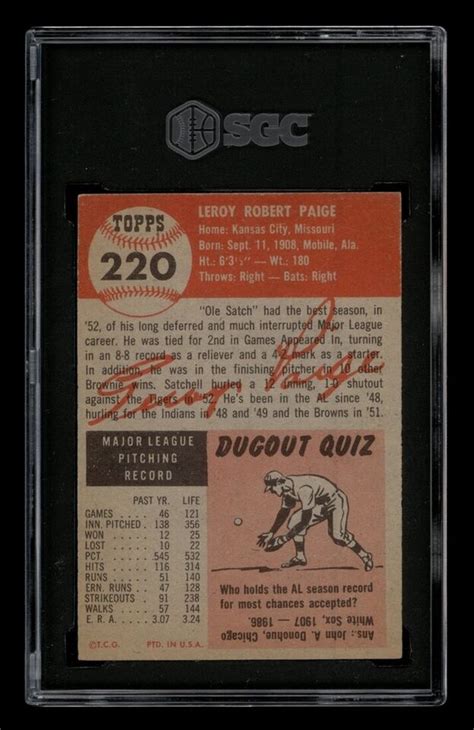 SGC
TOPPS
220
LEROY ROBERT PAIGE
Home: Kansas City, Missouri
Born: Sept. 11, 1908, Mobile, Ala.
Ht.: 6'3½" — Wt.: 180
Throws: Right — Bats: Right
"Ole Satch" had the best season, in
'52, of his long deferred and much interrupted Major League
career. He was tied for 2nd in Games Appeared In, turning
in an 8-8 record as a reliever and a 4- mark as a starter.
In addition, he was in the finishing pitcher in 10 other
Brownie wins. Satchell hurled a 12 inning, 1-0 shutout
against the Tigers in '52. He's been in the AL since '48,
hurling for the Indians in '48 and '49 and the Browns in '51.
MAJOR LEAGUE
PITCHING
RECORD
PAST YR. LIFE
GAMES 46 121
INN. PITCHED 138 356
WON 12 25
LOST 10 22
PCT. 545 532
HITS 116 314
RUNS 51 140
ERN. RUNS 47 128
STRIKEOUTS 91 238
WALKS 57 144
E. R. A. 3.07 3.24
©T.C.G. PTD. IN U.S.A.
DUGOUT QUIZ
Who holds the AL season record
for most chances accepted?
Ans.: John A. Donohue, Chicago
White Sox, 1907 — 1986.